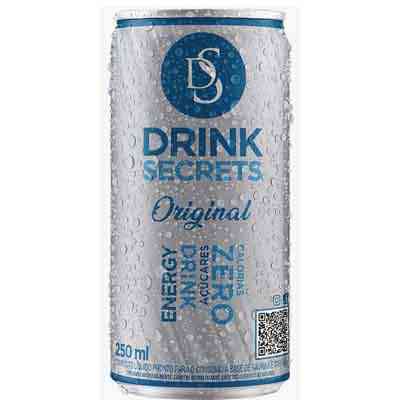 DS
DRINK
SECRETS
Original
ENERGY
DRINK
AÇÚCARES
ZERO
CALORIAS
250 ml